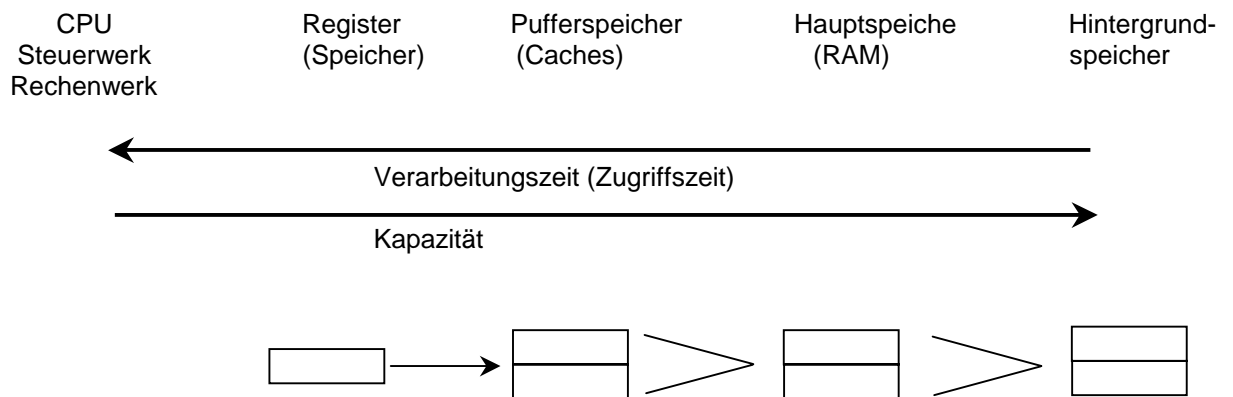 CPU
Steuerwerk
Rechenwerk
Register
(Speicher)
Pufferspeicher
(Caches)
Hauptspeiche
(RAM)
Hintergrund-
speicher
Verarbeitungszeit (Zugriffszeit)
Kapazität